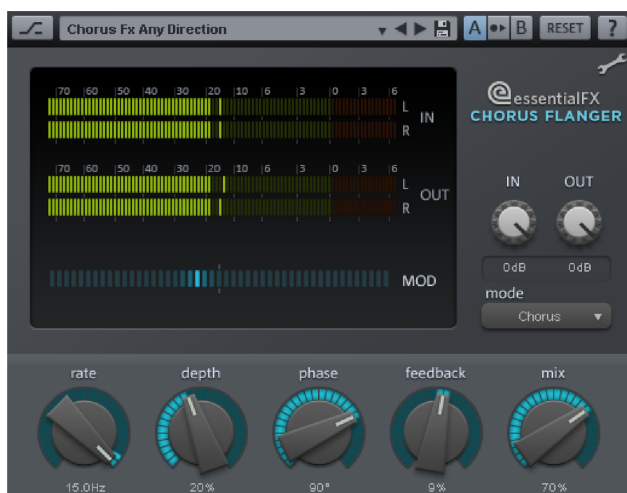 Chorus Fx Any Direction A B RESET ?
essentialFX
CHORUS FLANGER
70 60 50 40 30 20 10 6 3 0 3 6
L
IN
R
70 60 50 40 30 20 10 6 3 0 3 6
L
OUT
R
MOD
IN OUT
0dB 0dB
mode
Chorus
rate depth phase feedback mix
15.0Hz 20% 90° 9% 70%